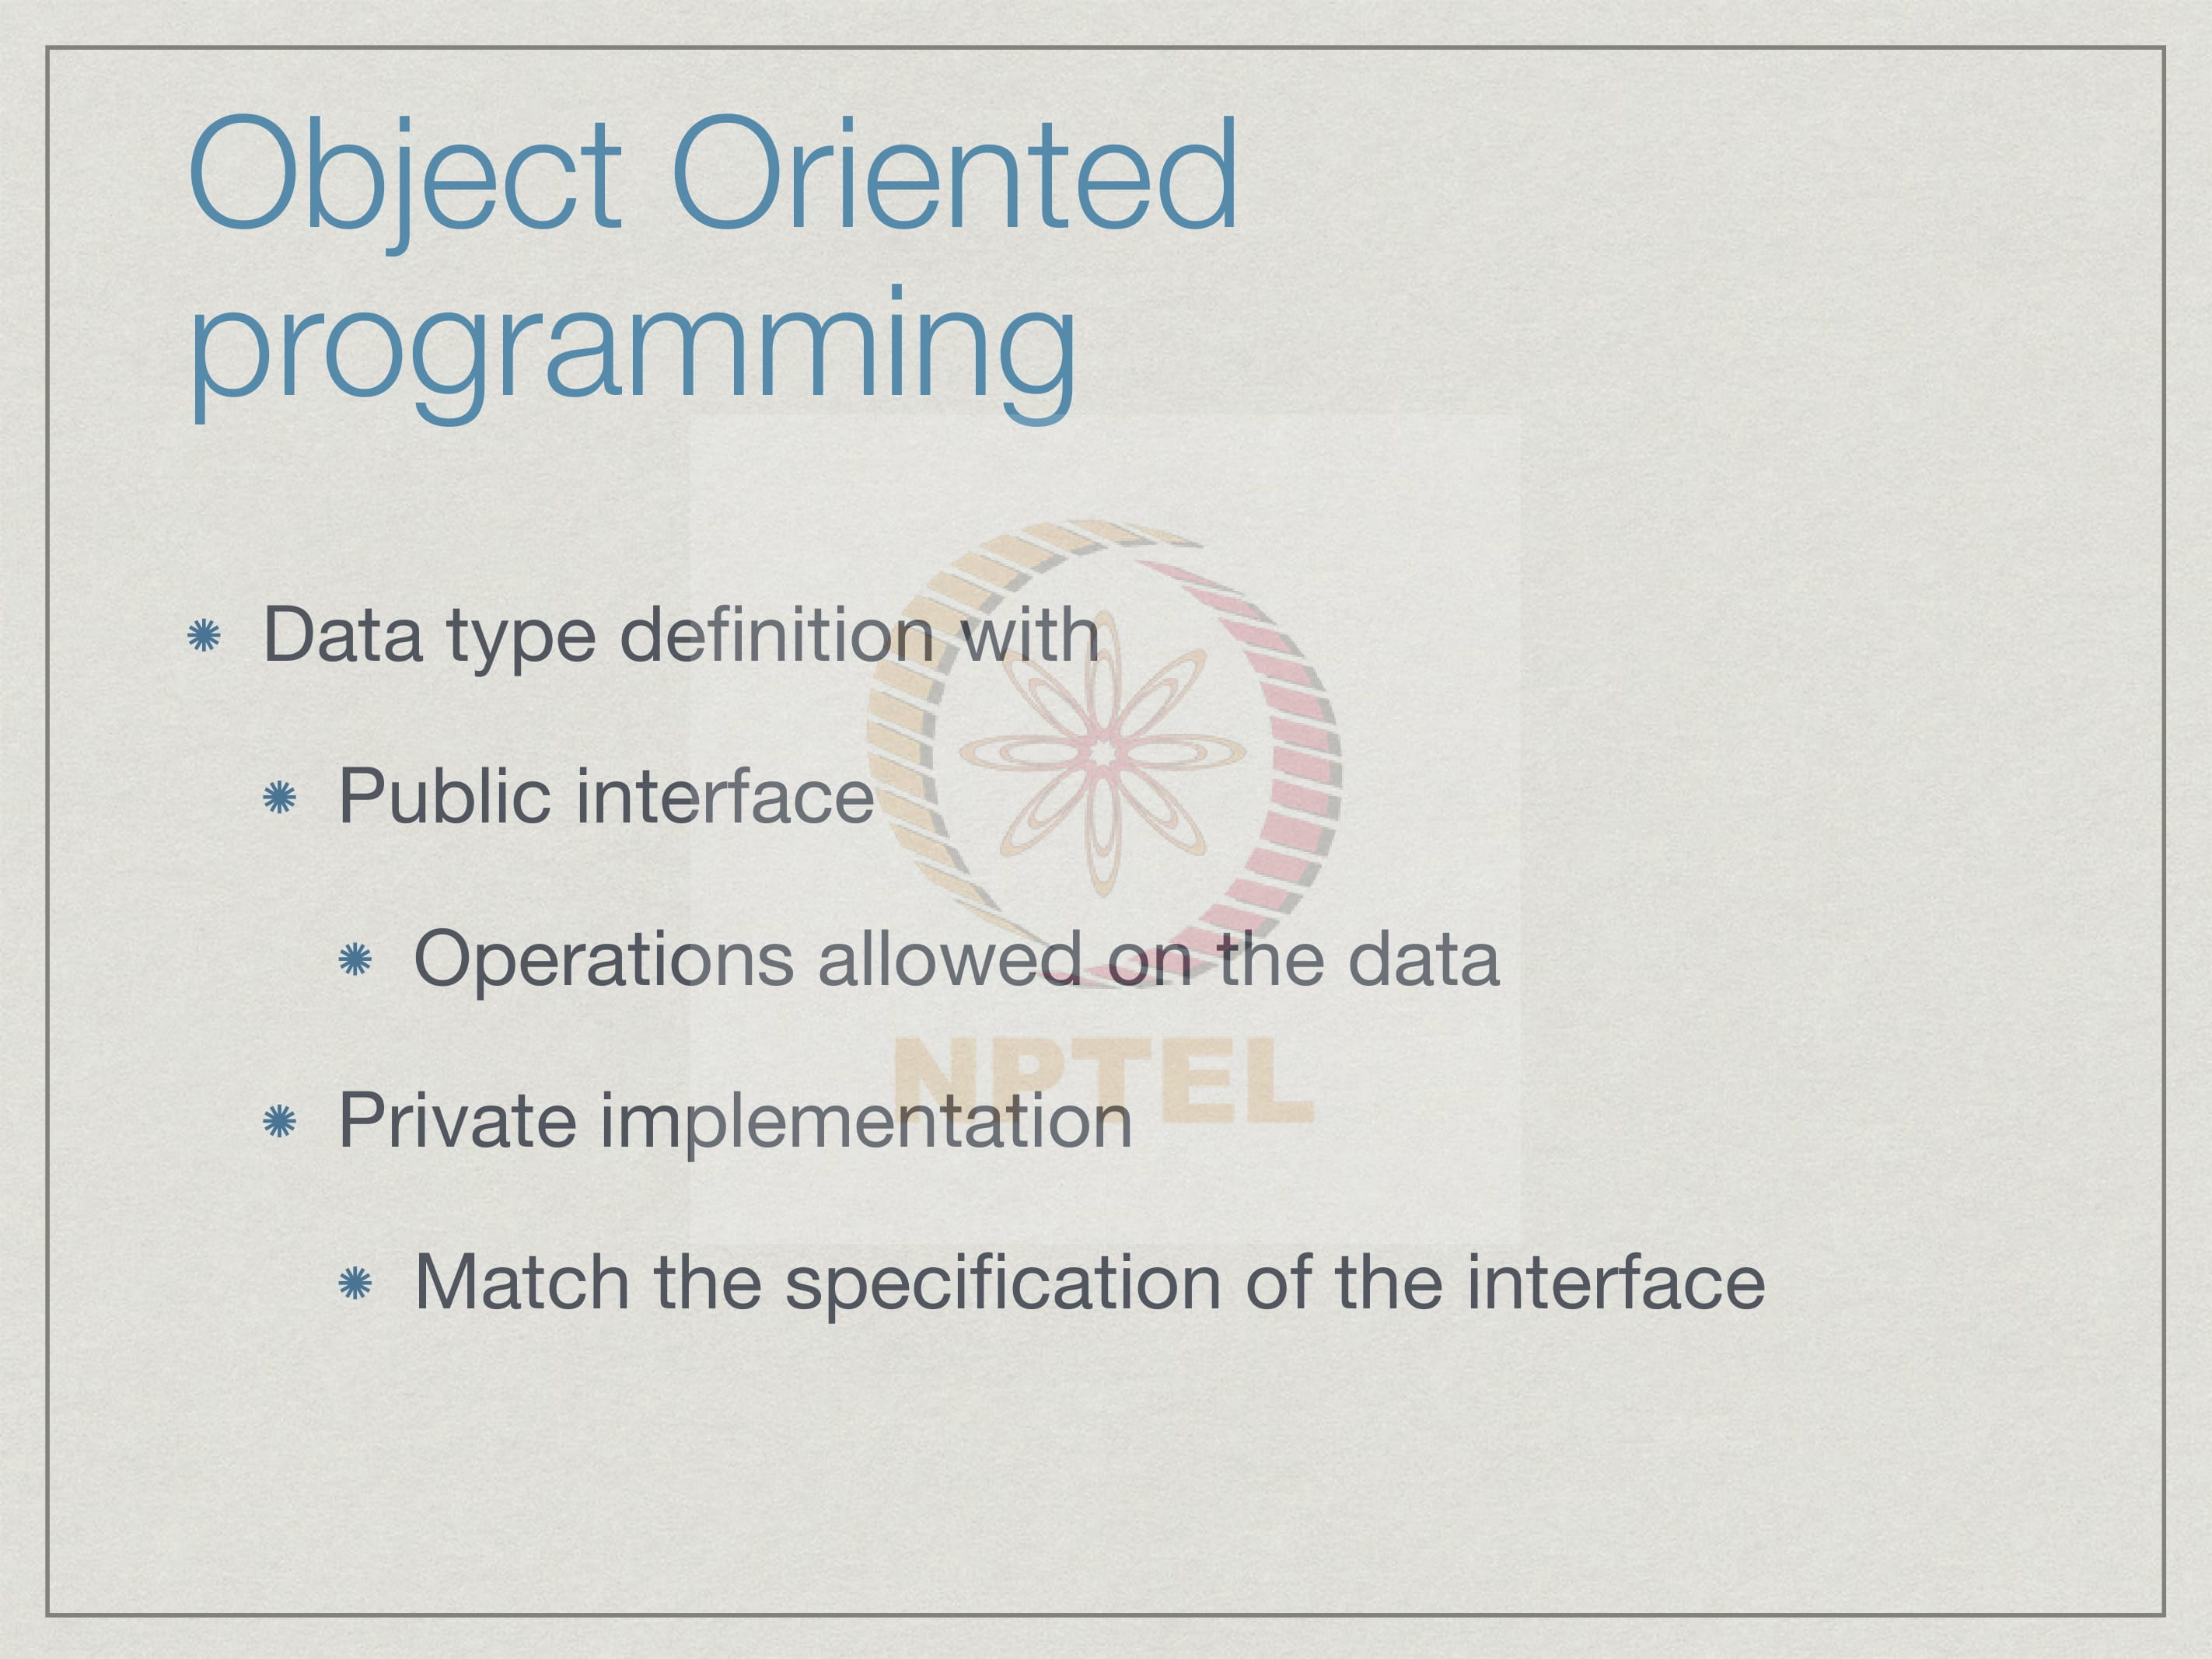 Object Oriented
programming
Data type definition with
Public interface
Operations allowed on the data
NPTEL
Private implementation
Match the specification of the interface